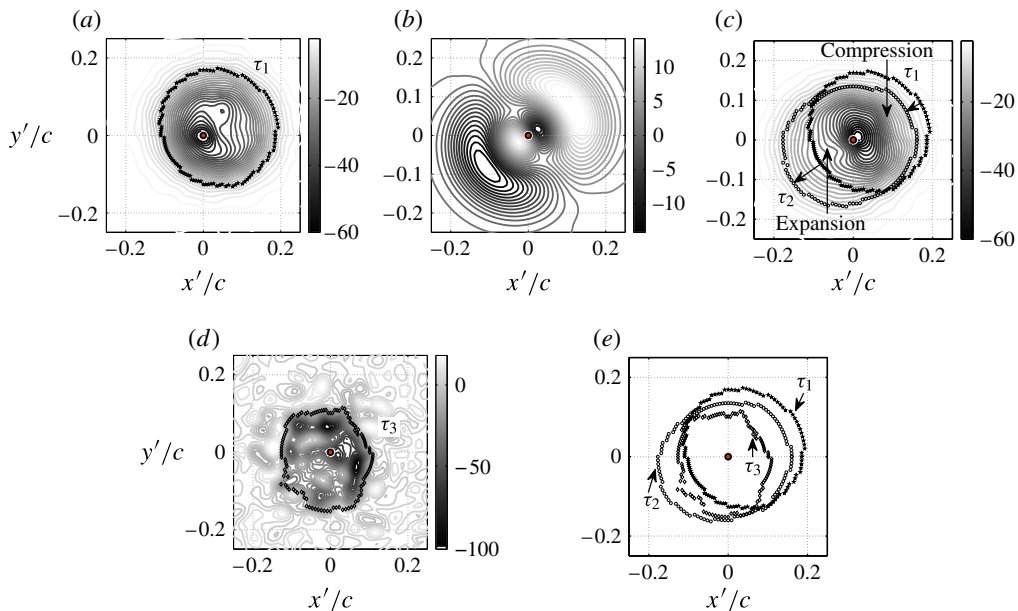 (a) (b) (c)
0.2 0.2 0.2
0.1 0.1 0.1
y′/c 0 0 0
−0.1 −0.1
−0.2 −0.2 −0.2
τ1
−20
−40
−60
10
5
0
−5
−10
Compression
τ1
τ2
Expansion
−20
−40
−60
−0.2 0 0.2 −0.2 0 0.2 −0.2 0 0.2
x′/c x′/c x′/c
(d) (e)
0.2 0.2
y′/c 0 0
−0.2 −0.2
τ3
0
−50
−100
τ1
τ3
τ2
−0.2 0 0.2 −0.2 0 0.2
x′/c x′/c